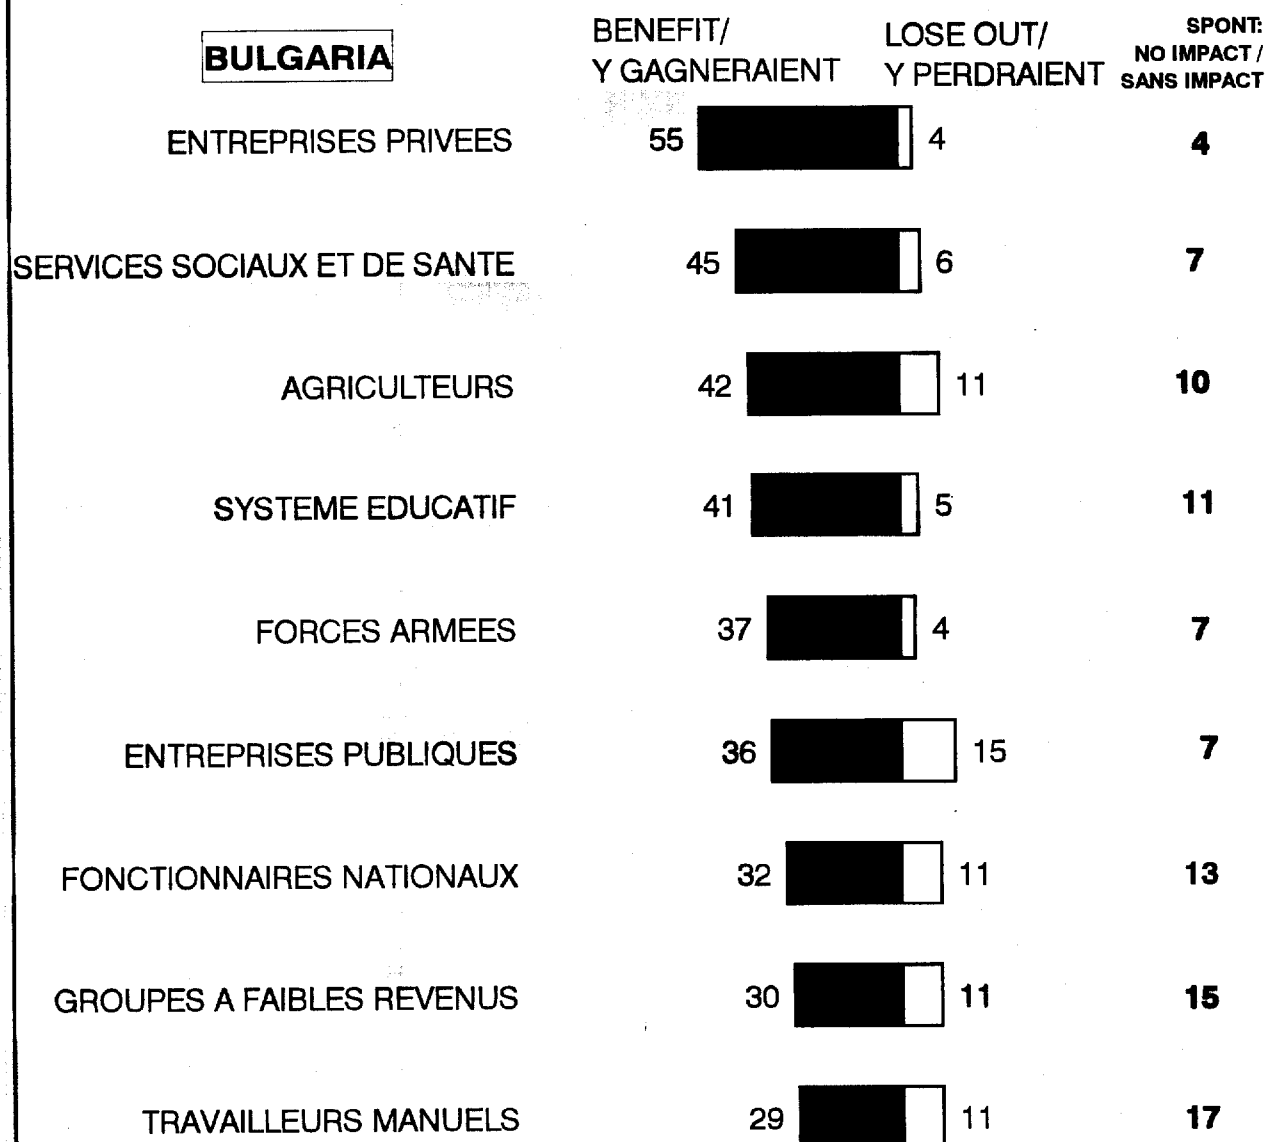 BULGARIA
BENEFIT/
Y GAGNERAIENT
LOSE OUT/
Y PERDRAIENT
SPONT:
NO IMPACT /
SANS IMPACT
ENTREPRISES PRIVEES 55 4 4
SERVICES SOCIAUX ET DE SANTE 45 6 7
AGRICULTEURS 42 11 10
SYSTEME EDUCATIF 41 5 11
FORCES ARMEES 37 4 7
ENTREPRISES PUBLIQUES 36 15 7
FONCTIONNAIRES NATIONAUX 32 11 13
GROUPES A FAIBLES REVENUS 30 11 15
TRAVAILLEURS MANUELS 29 11 17